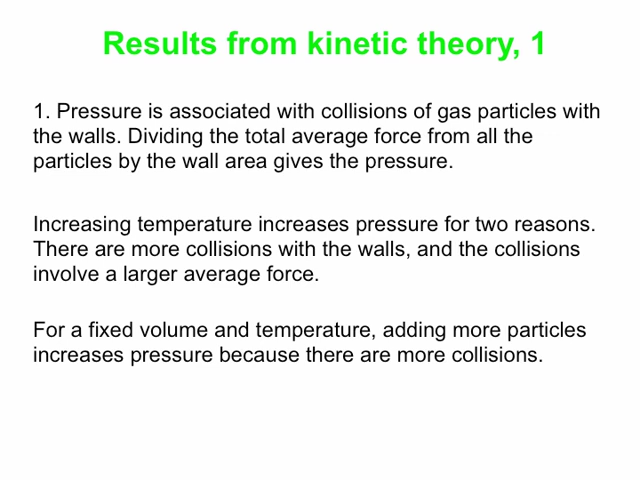 Results from kinetic theory, 1
1. Pressure is associated with collisions of gas particles with
the walls. Dividing the total average force from all the
particles by the wall area gives the pressure.
Increasing temperature increases pressure for two reasons.
There are more collisions with the walls, and the collisions
involve a larger average force.
For a fixed volume and temperature, adding more particles
increases pressure because there are more collisions.